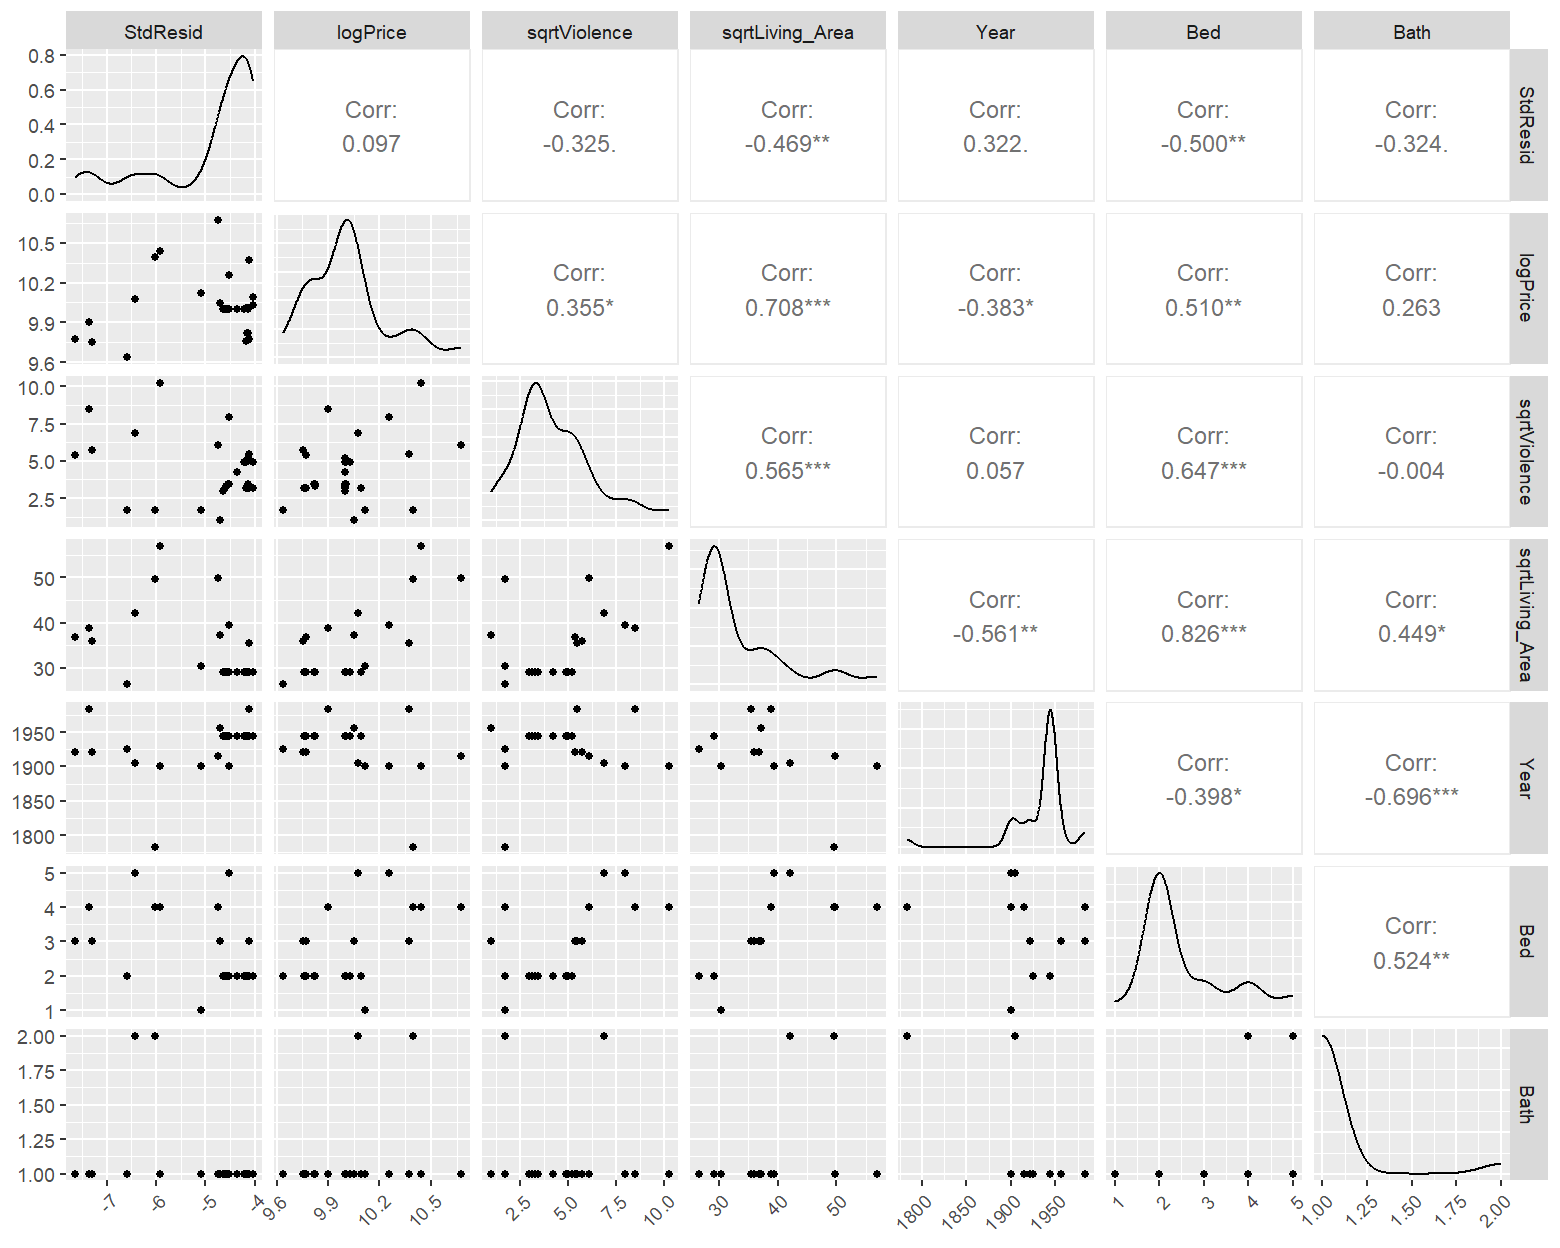 StdResid logPrice sqrtViolence sqrtLiving_Area Year Bed Bath
0.8
0.6
0.4
0.2
0.0
Corr:
0.097
Corr:
-0.325.
Corr:
-0.469**
Corr:
0.322.
Corr:
-0.500**
Corr:
-0.324.
StdResid
10.5
10.2
9.9
9.6
Corr:
0.355*
Corr:
0.708***
Corr:
-0.383*
Corr:
0.510**
Corr:
0.263
logPrice
10.0
7.5
5.0
2.5
Corr:
0.565***
Corr:
0.057
Corr:
0.647***
Corr:
-0.004
sqrtViolence
50
40
30
Corr:
-0.561**
Corr:
0.826***
Corr:
0.449*
sqrtLiving_Area
1950
1900
1850
1800
Corr:
-0.398*
Corr:
-0.696***
Year
5
4
3
2
1
Corr:
0.524**
Bed
2.00
1.75
1.50
1.25
1.00
Bath
-7 -6 -5 -4 9.6 9.9 10.2 10.5 2.5 5.0 7.5 10.0 30 40 50 1800 1850 1900 1950 1 2 3 4 5 1.00 1.25 1.50 1.75 2.00